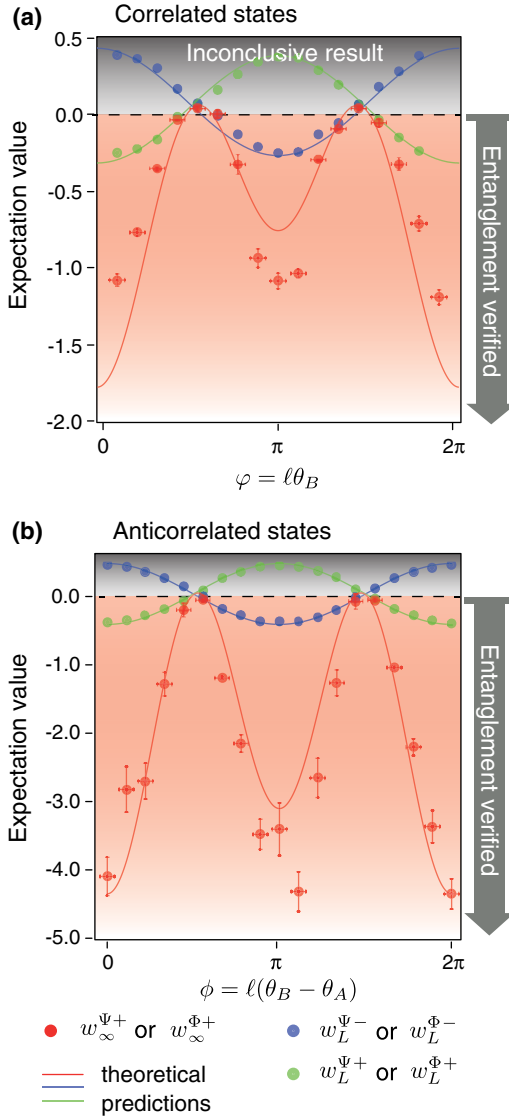 (a) Correlated states
Inconclusive result
0.5
0.0
-0.5
-1.0
-1.5
-2.0
Expectation value
Entanglement verified
0 π 2π
φ = ℓθ_B
(b) Anticorrelated states
0.0
-1.0
-2.0
-3.0
-4.0
-5.0
Expectation value
Entanglement verified
0 π 2π
ϕ = ℓ(θ_B − θ_A)
w_∞^{Ψ+} or w_∞^{Φ+}
w_L^{Ψ−} or w_L^{Φ−}
w_L^{Ψ+} or w_L^{Φ+}
theoretical
predictions